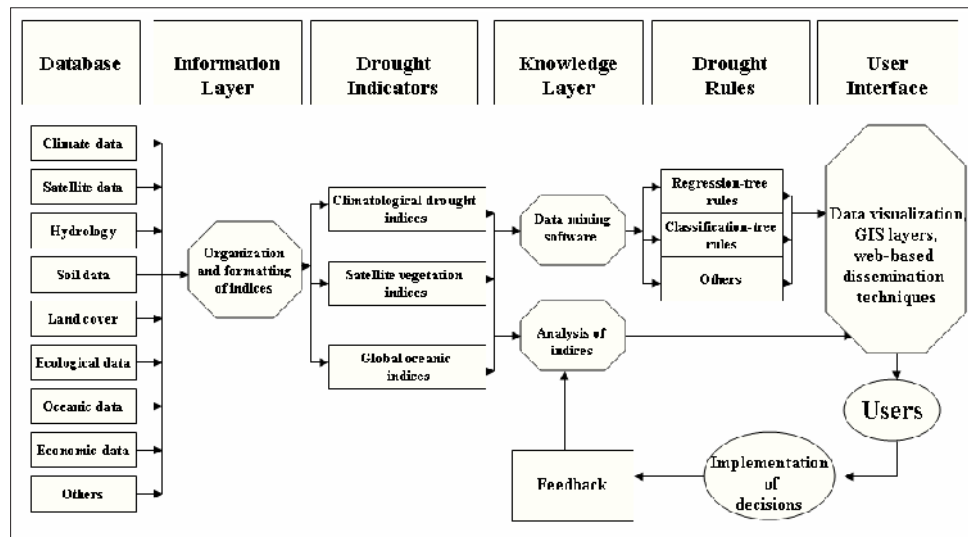 Database
Information
Layer
Drought
Indicators
Knowledge
Layer
Drought
Rules
User
Interface
Climate data
Satellite data
Hydrology
Soil data
Land cover
Ecological data
Oceanic data
Economic data
Others
Organization
and formatting
of indices
Climatological drought
indices
Satellite vegetation
indices
Global oceanic
indices
Data mining
software
Analysis of
indices
Regression-tree
rules
Classification-tree
rules
Others
Data visualization,
GIS layers,
web-based
dissemination
techniques
Users
Implementation
of
decisions
Feedback